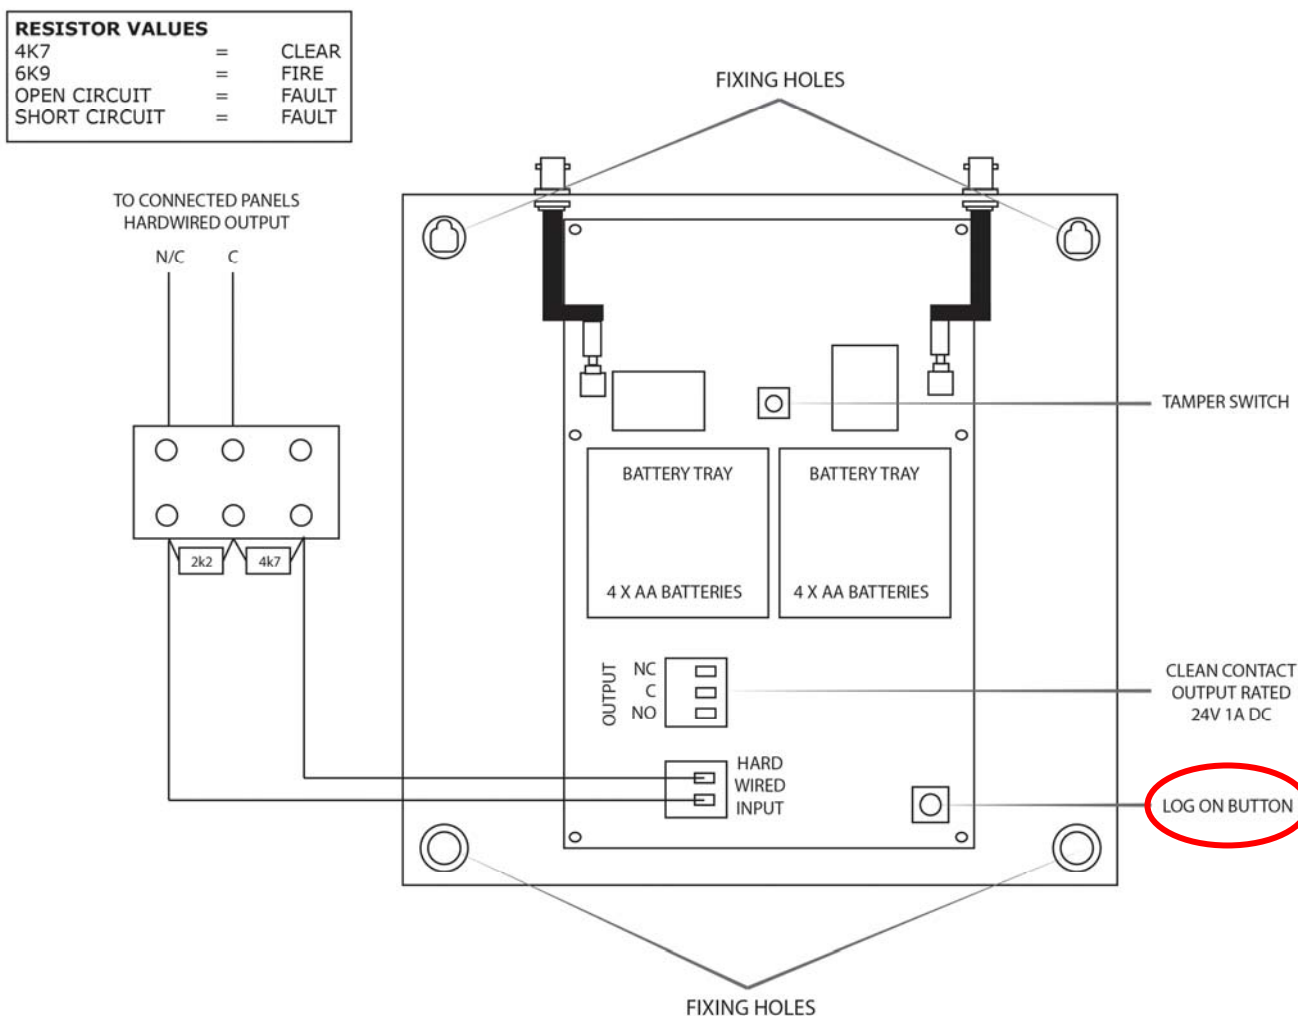 RESISTOR VALUES
4K7 = CLEAR
6K9 = FIRE
OPEN CIRCUIT = FAULT
SHORT CIRCUIT = FAULT
FIXING HOLES
TO CONNECTED PANELS
HARDWIRED OUTPUT
N/C C
TAMPER SWITCH
BATTERY TRAY
4 X AA BATTERIES
BATTERY TRAY
4 X AA BATTERIES
2k2 4k7
OUTPUT
NC
C
NO
CLEAN CONTACT
OUTPUT RATED
24V 1A DC
HARD
WIRED
INPUT
LOG ON BUTTON
FIXING HOLES